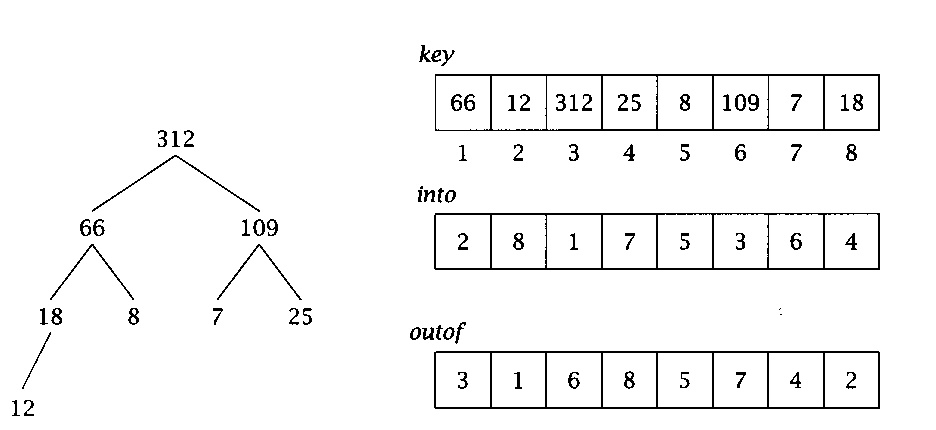 312
66 109
18 8 7 25
12
key
66 12 312 25 8 109 7 18
1 2 3 4 5 6 7 8
into
2 8 1 7 5 3 6 4
outof
3 1 6 8 5 7 4 2